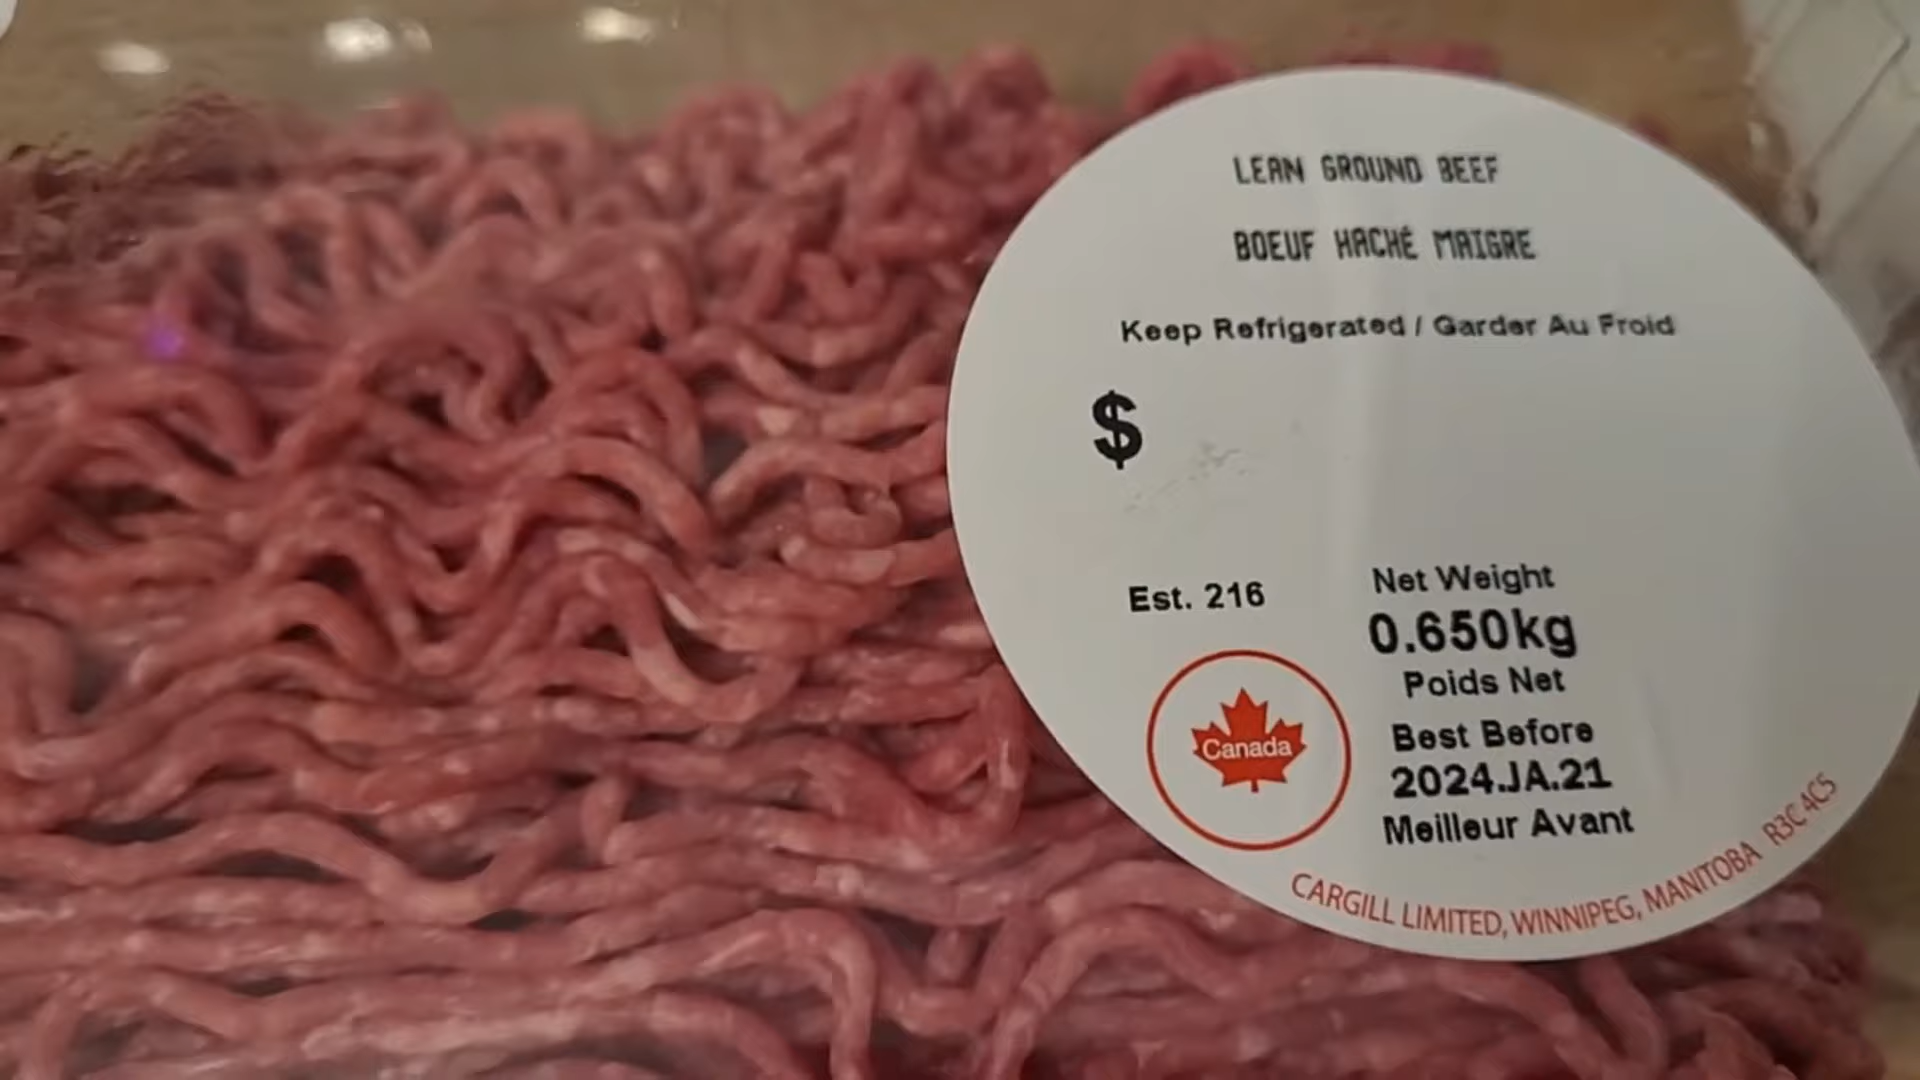 LEAN GROUND BEEF
BOEUF HACHÉ MAIGRE
Keep Refrigerated / Garder Au Froid
$
Est. 216
Net Weight
0.650kg
Poids Net
Canada
Best Before
2024.JA.21
Meilleur Avant
CARGILL LIMITED, WINNIPEG, MANITOBA R3C 4C5